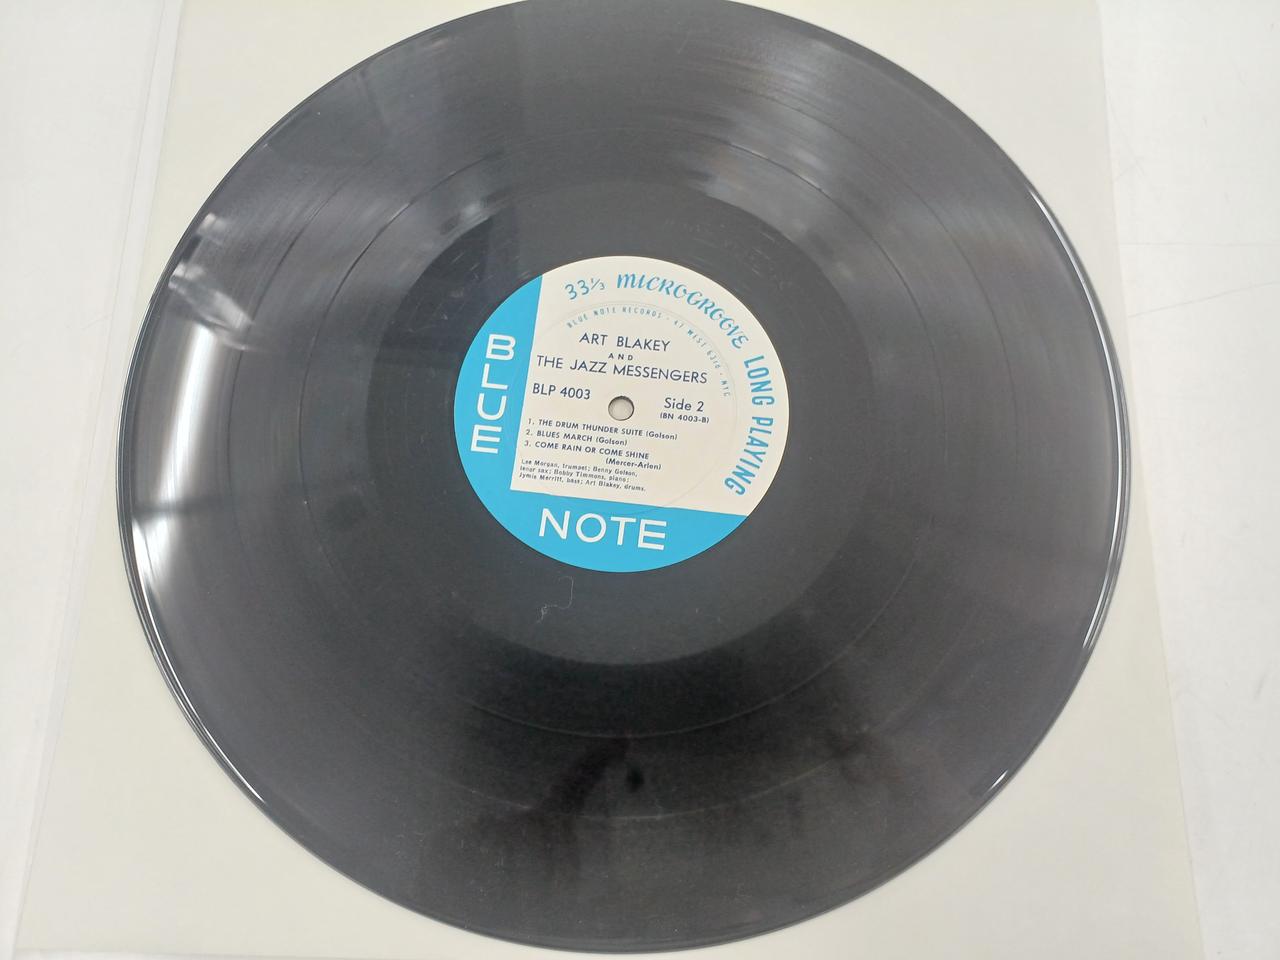 33⅓ MICROGROOVE LONG PLAYING
BLUE NOTE RECORDS · 47 WEST 63rd · NYC
ART BLAKEY
AND
THE JAZZ MESSENGERS
BLP 4003
Side 2
(BN 4003-B)
1. THE DRUM THUNDER SUITE (Golson)
2. BLUES MARCH (Golson)
3. COME RAIN OR COME SHINE
(Mercer-Arlen)
Lee Morgan, trumpet; Benny Golson,
tenor sax; Bobby Timmons, piano;
Jymie Merritt, bass; Art Blakey, drums.
BLUE
NOTE